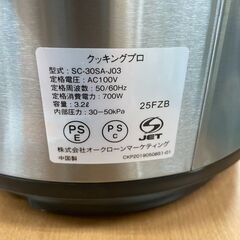 クッキングプロ
型式：SC-30SA-J03
定格電圧：AC100V
定格周波数：50/60Hz
定格消費電力：700W
容量：3.2ℓ
内部圧力：30~50kPa
25FZB
PS E
PS C
S JET
株式会社オークローンマーケティング
中国製
CKP2019050861-01